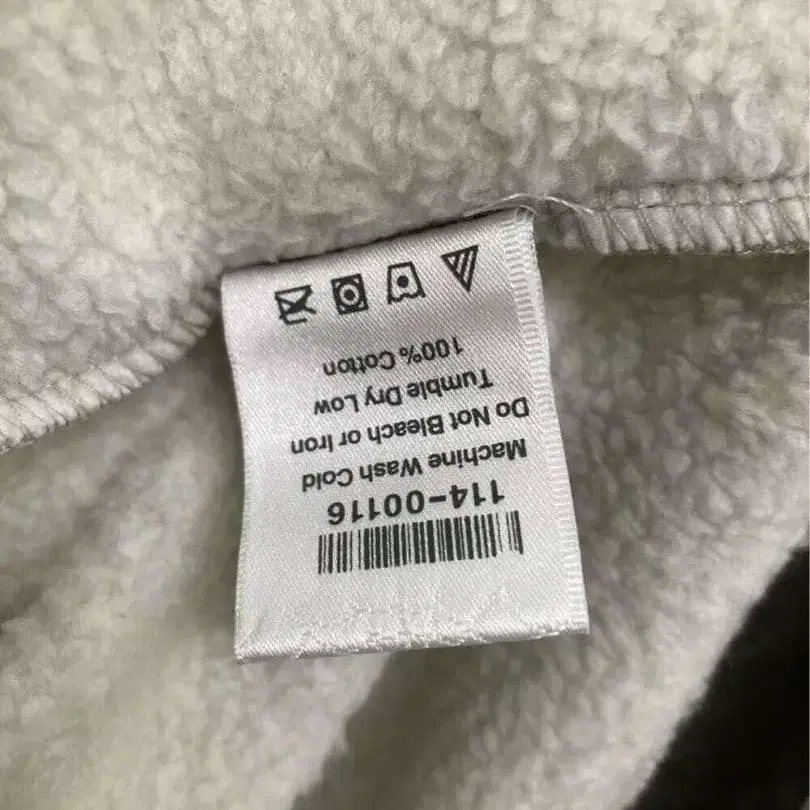 114-00116
Machine Wash Cold
Do Not Bleach or Iron
Tumble Dry Low
100% Cotton